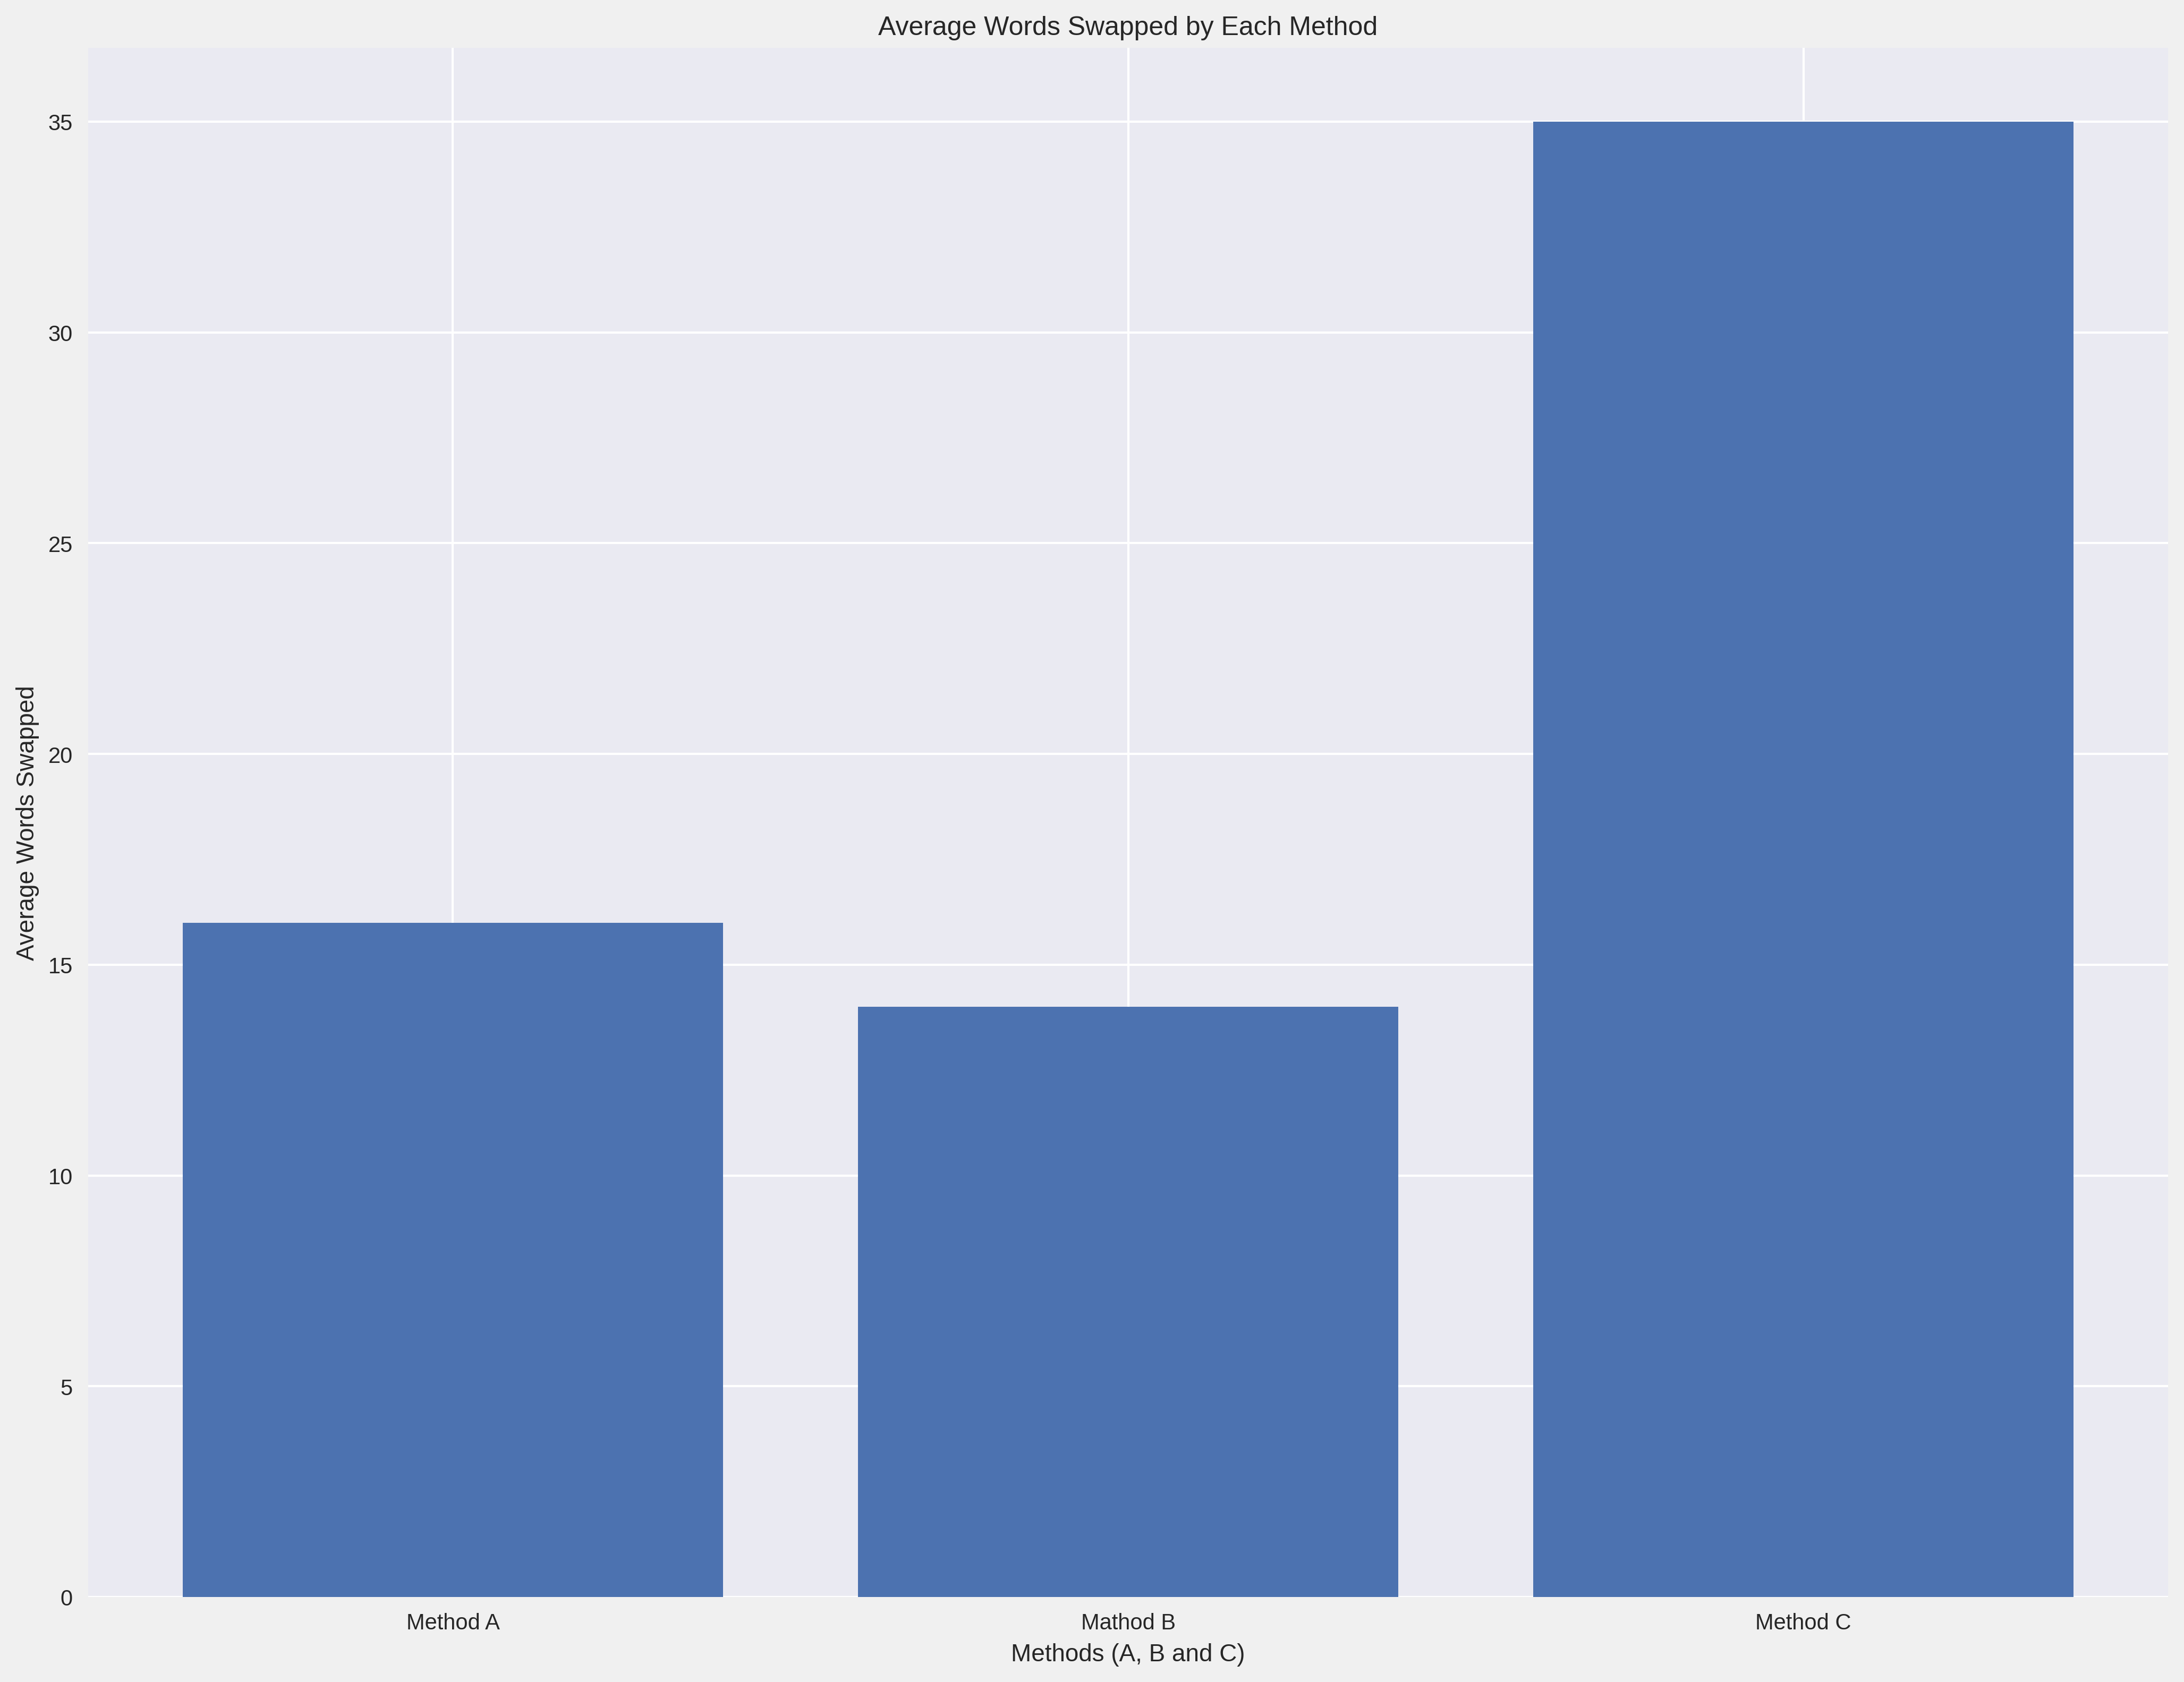 Average Words Swapped by Each Method
35
30
25
20
15
10
5
0
Average Words Swapped
Method A
Mathod B
Method C
Methods (A, B and C)